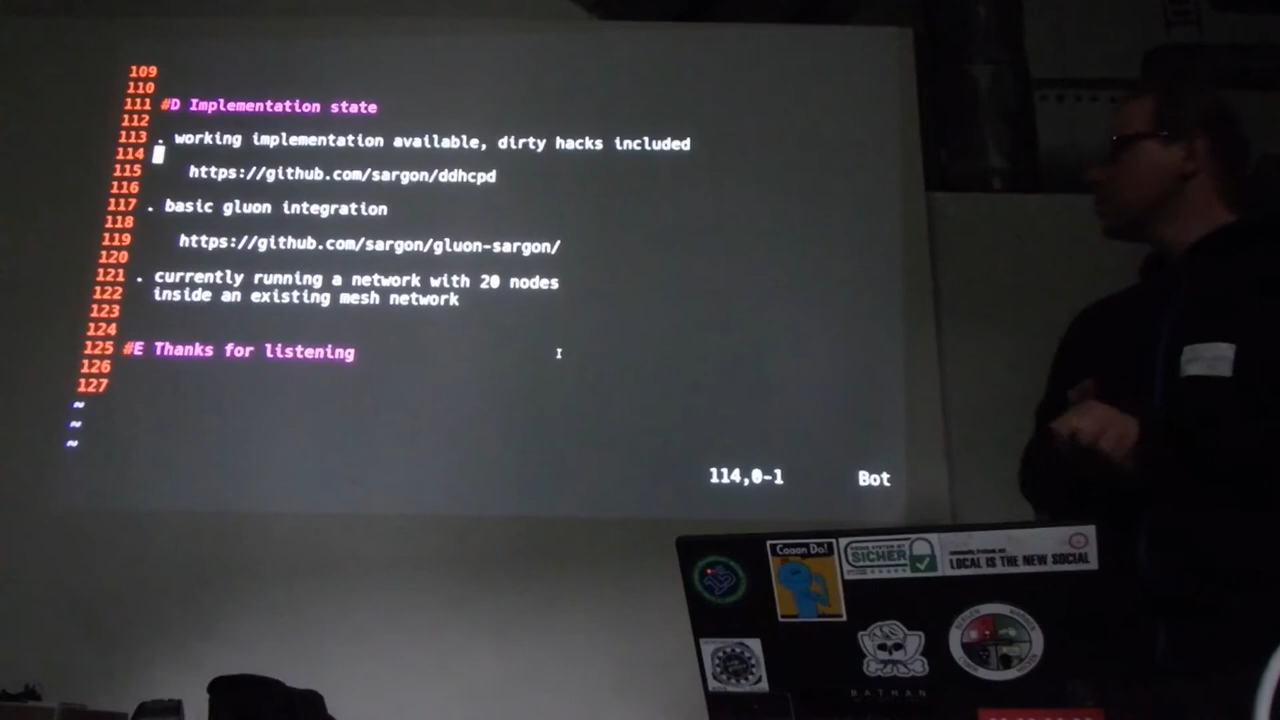 109
110
111 #D Implementation state
112
113 . working implementation available, dirty hacks included
114
115 https://github.com/sargon/ddhcpd
116
117 . basic gluon integration
118
119 https://github.com/sargon/gluon-sargon/
120
121 . currently running a network with 20 nodes
122 inside an existing mesh network
123
124
125 #E Thanks for listening
126
127
~
~
~
114,0-1 Bot
Caaan Do!
SICHER
LOCAL IS THE NEW SOCIAL
BATMAN